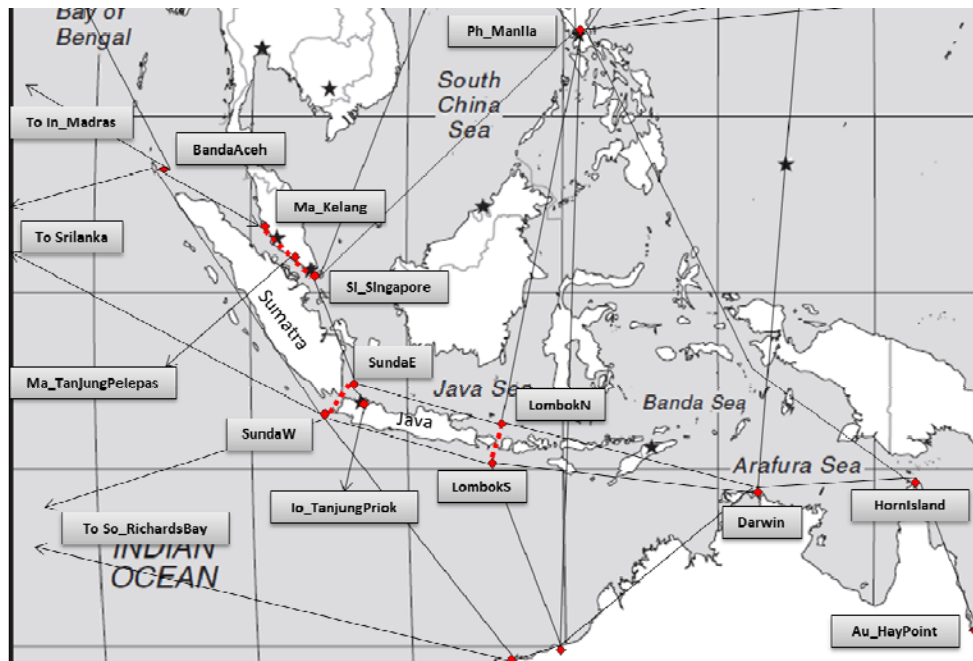 Bay of
Bengal
Ph_Manlla
South
China
Sea
To In_Madras
BandaAceh
Ma_Kelang
To Srilanka
SI_SIngapore
Sumatra
SundaE
Ma_TanJungPelepas
Java Sea
LombokN
Banda Sea
Java
SundaW
Arafura Sea
LombokS
Io_TanjungPriok
Darwin
HornIsland
To So_RichardsBay
INDIAN
OCEAN
Au_HayPoint